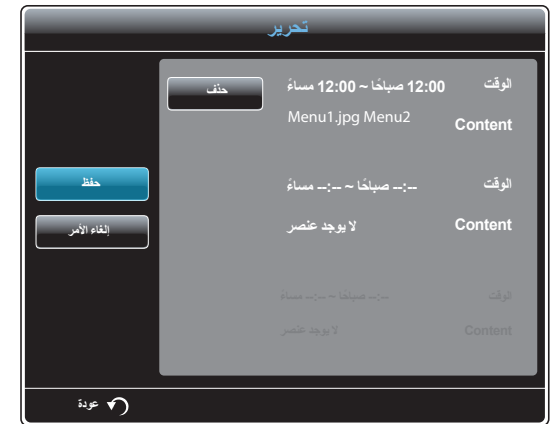 تحرير
الوقت 12:00 صباحًا ~ 12:00 مساءً
حذف
Content Menu1.jpg Menu2
الوقت --:-- صباحًا ~ --:-- مساءً
Content لا يوجد عنصر
الوقت --:-- صباحًا ~ --:-- مساءً
Content لا يوجد عنصر
حفظ
إلغاء الأمر
عودة